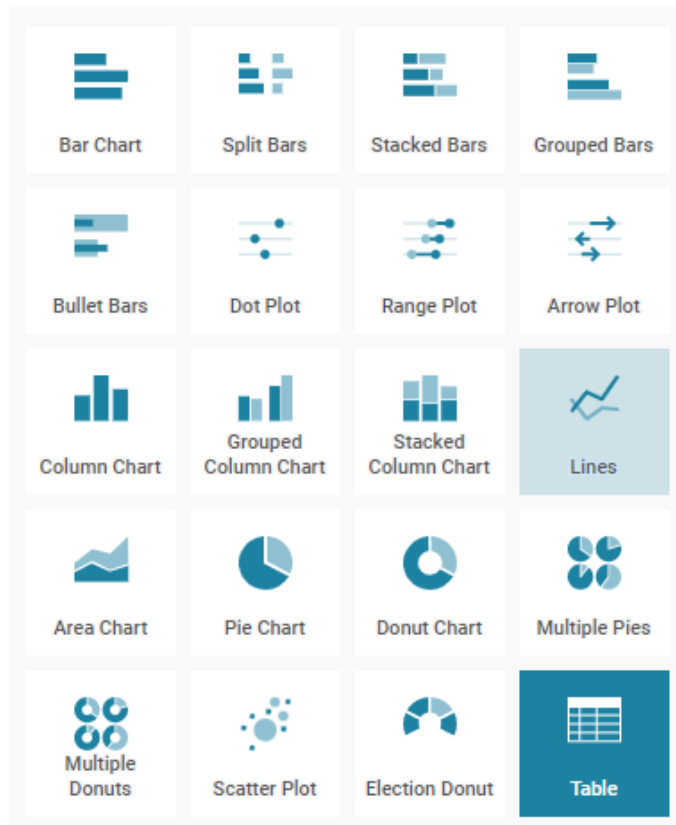 Bar Chart
Split Bars
Stacked Bars
Grouped Bars
Bullet Bars
Dot Plot
Range Plot
Arrow Plot
Column Chart
Grouped
Column Chart
Stacked
Column Chart
Lines
Area Chart
Pie Chart
Donut Chart
Multiple Pies
Multiple
Donuts
Scatter Plot
Election Donut
Table